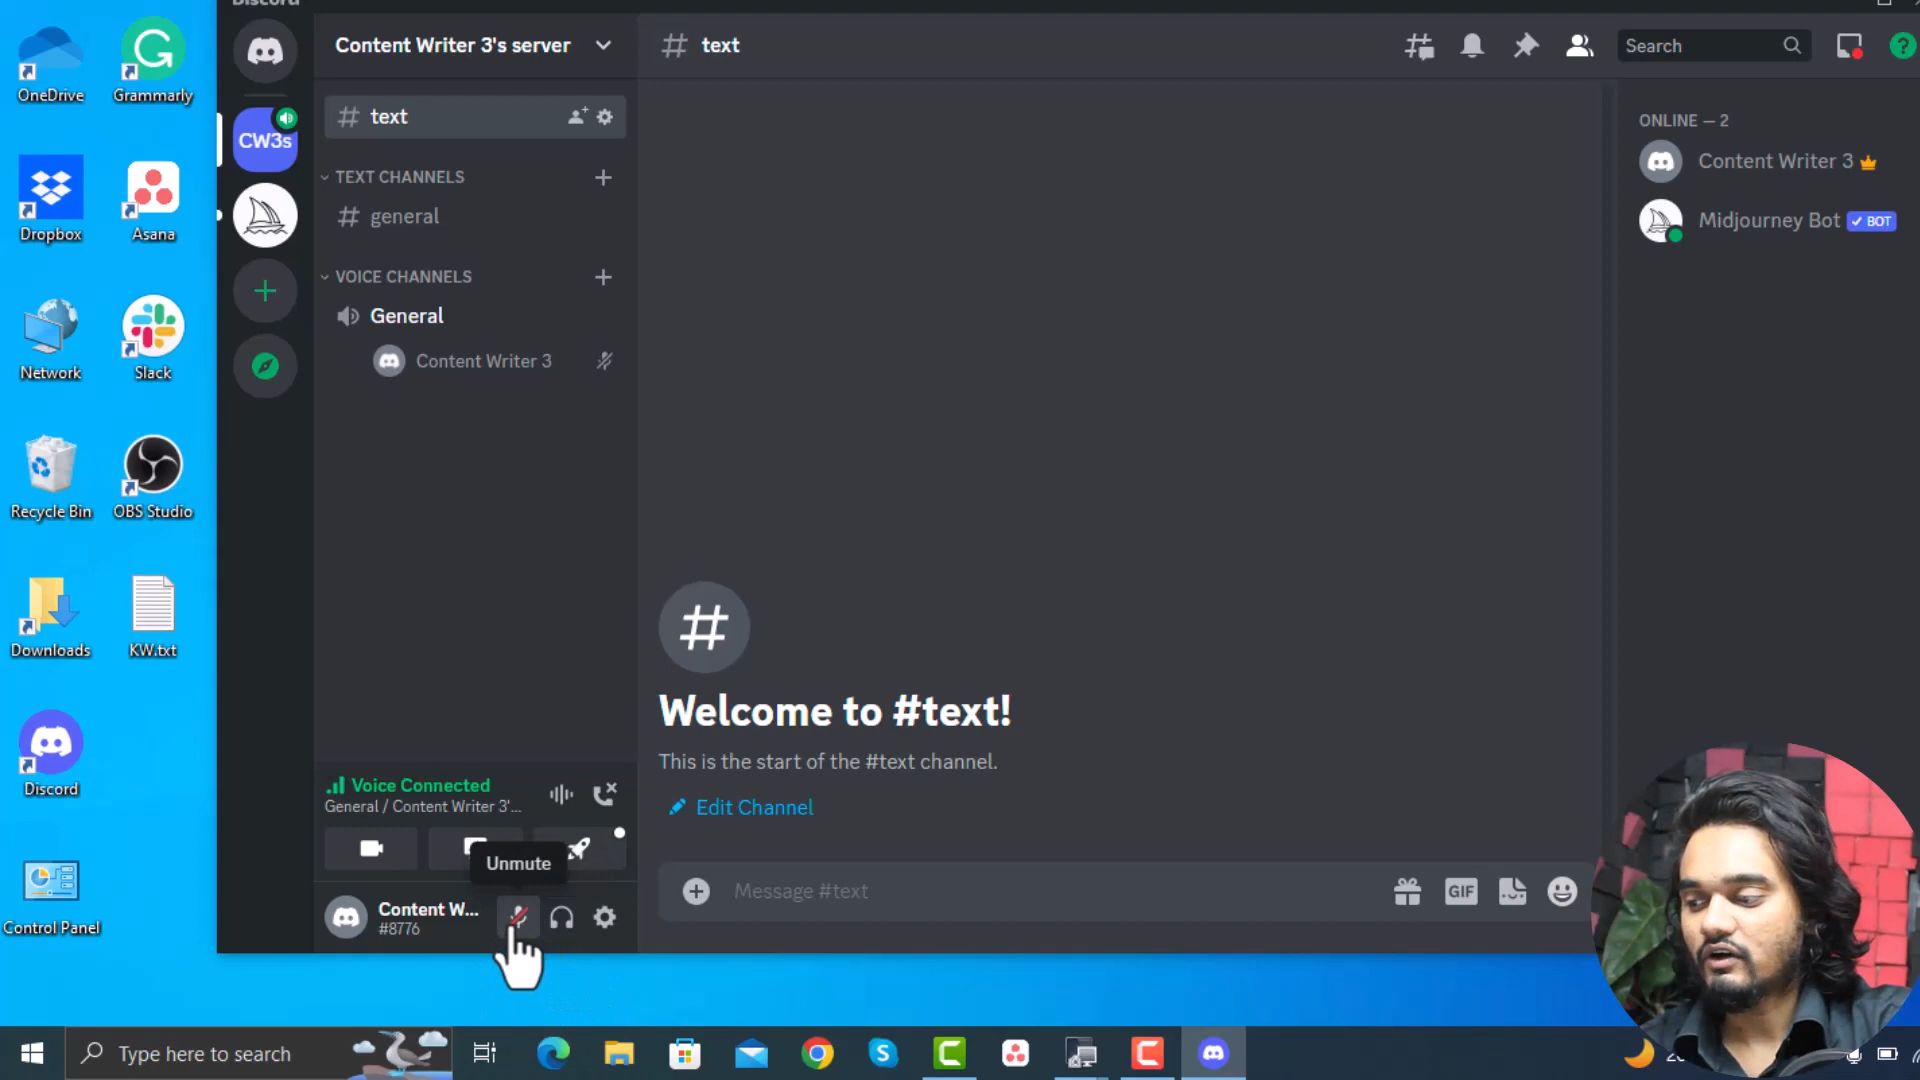 Discord
OneDrive
Grammarly
Dropbox
Asana
Network
Slack
Recycle Bin
OBS Studio
Downloads
KW.txt
Discord
Control Panel
CW3s
Content Writer 3's server
text
TEXT CHANNELS
general
VOICE CHANNELS
General
Content Writer 3
Voice Connected
General / Content Writer 3'...
Unmute
Content W...
#8776
text
Search
Welcome to #text!
This is the start of the #text channel.
Edit Channel
Message #text
GIF
ONLINE — 2
Content Writer 3
Midjourney Bot BOT
Type here to search